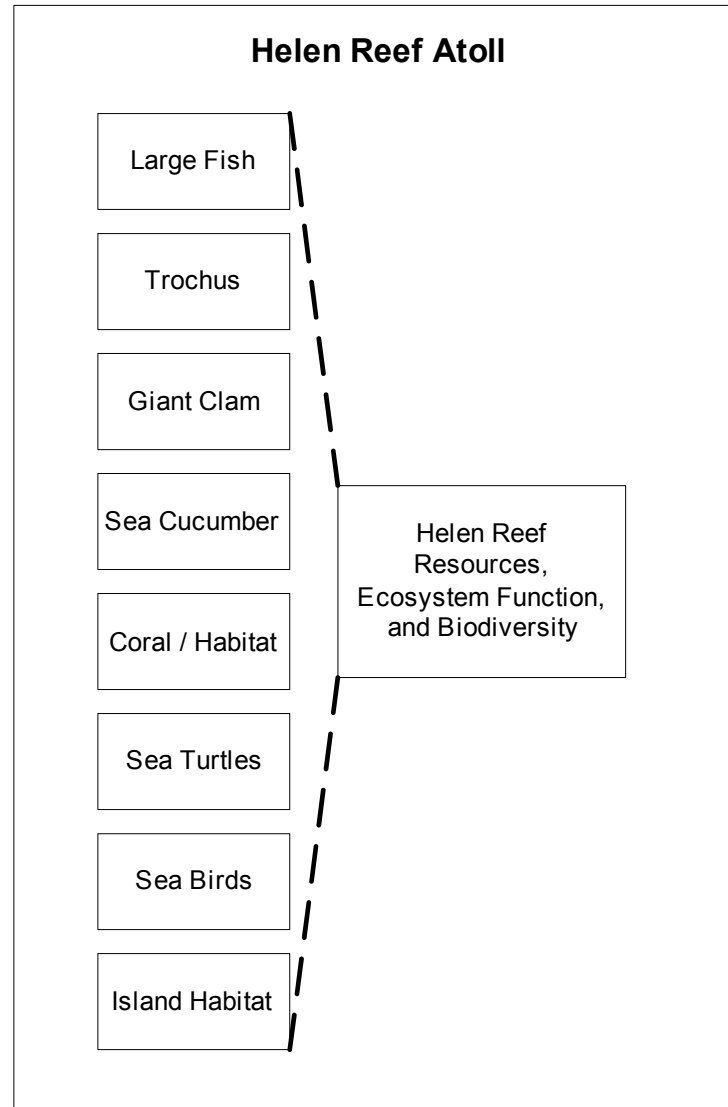 Helen Reef Atoll
Large Fish
Trochus
Giant Clam
Sea Cucumber
Coral / Habitat
Sea Turtles
Sea Birds
Island Habitat
Helen Reef
Resources,
Ecosystem Function,
and Biodiversity